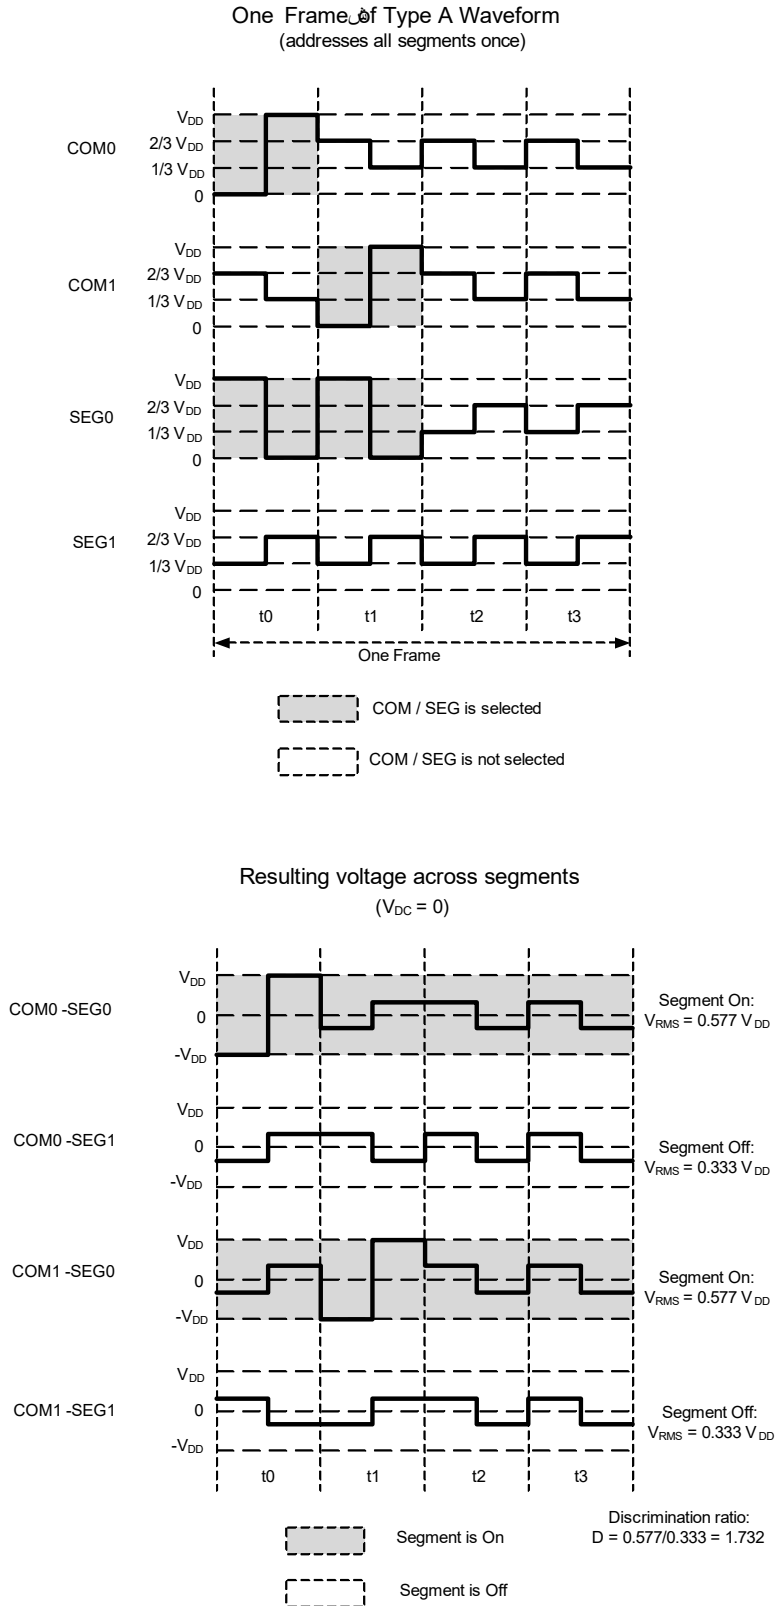 One Frame of Type A Waveform
(addresses all segments once)
COM0
VDD
2/3 VDD
1/3 VDD
0
COM1
VDD
2/3 VDD
1/3 VDD
0
SEG0
VDD
2/3 VDD
1/3 VDD
0
SEG1
VDD
2/3 VDD
1/3 VDD
0
t0 t1 t2 t3
One Frame
COM / SEG is selected
COM / SEG is not selected
Resulting voltage across segments
(VDC = 0)
COM0 -SEG0
VDD
0
-VDD
Segment On:
VRMS = 0.577 VDD
COM0 -SEG1
VDD
0
-VDD
Segment Off:
VRMS = 0.333 VDD
COM1 -SEG0
VDD
0
-VDD
Segment On:
VRMS = 0.577 VDD
COM1 -SEG1
VDD
0
-VDD
Segment Off:
VRMS = 0.333 VDD
t0 t1 t2 t3
Segment is On
Discrimination ratio:
D = 0.577/0.333 = 1.732
Segment is Off